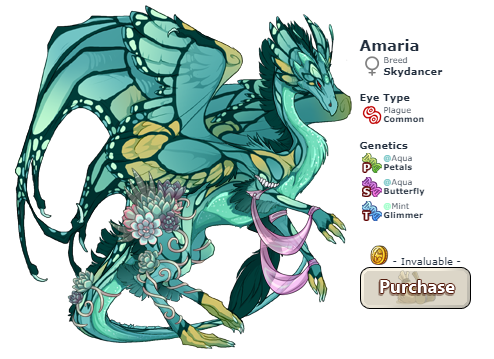 Amaria
Breed
Skydancer
Eye Type
Plague
Common
Genetics
@Aqua
P Petals
@Aqua
S Butterfly
@Mint
T Glimmer
- Invaluable -
Purchase